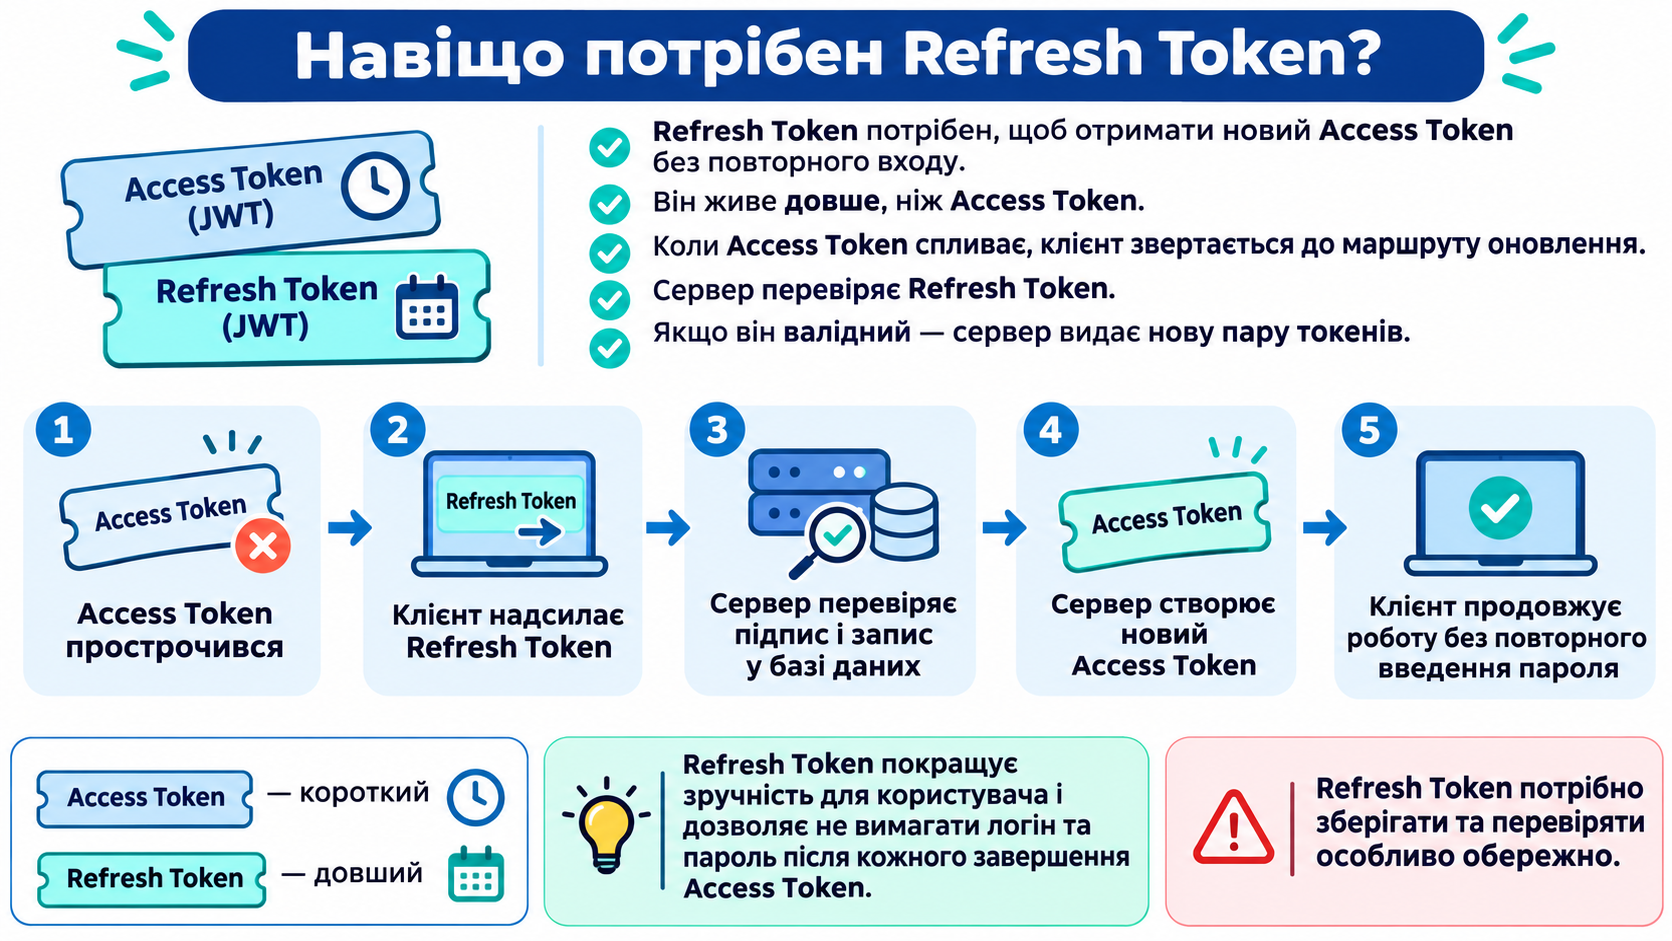 Навіщо потрібен Refresh Token?
Access Token
(JWT)
Refresh Token
(JWT)
Refresh Token потрібен, щоб отримати новий Access Token
без повторного входу.
Він живе довше, ніж Access Token.
Коли Access Token спливає, клієнт звертається до маршруту оновлення.
Сервер перевіряє Refresh Token.
Якщо він валідний — сервер видає нову пару токенів.
1
Access Token
Access Token
прострочився
2
Refresh Token
Клієнт надсилає
Refresh Token
3
Сервер перевіряє
підпис і запис
у базі даних
4
Access Token
Сервер створює
новий
Access Token
5
Клієнт продовжує
роботу без повторного
введення пароля
Access Token — короткий
Refresh Token — довший
Refresh Token покращує
зручність для користувача і
дозволяє не вимагати логін та
пароль після кожного завершення
Access Token.
Refresh Token потрібно
зберігати та перевіряти
особливо обережно.